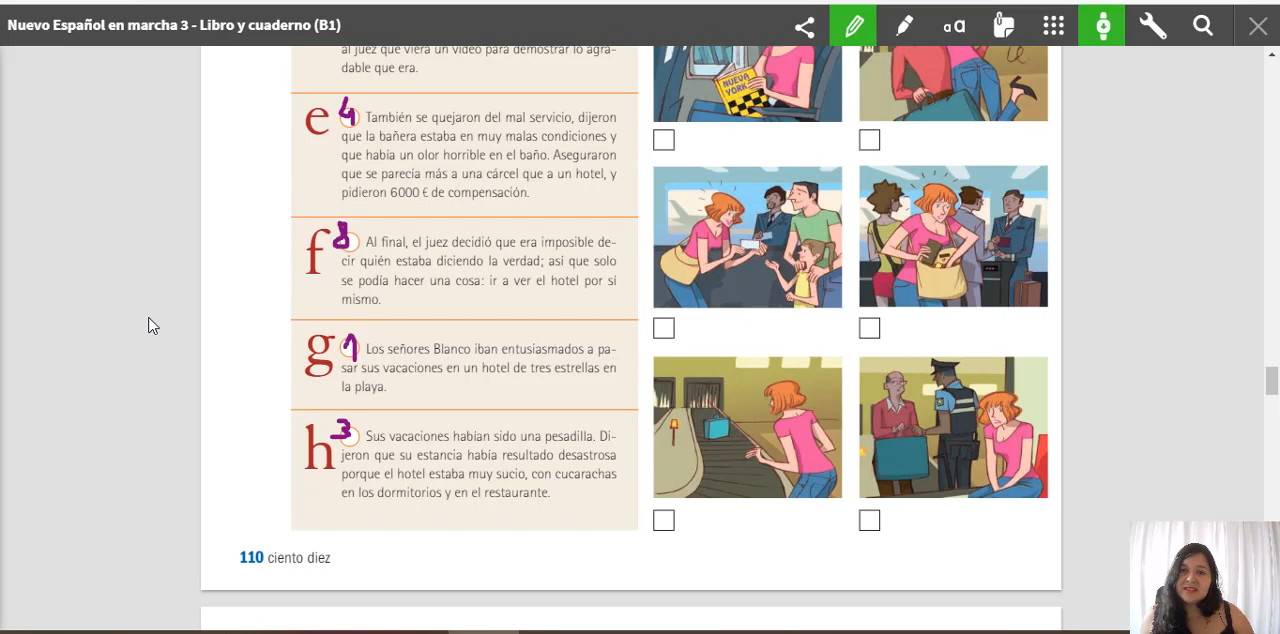 Nuevo Español en marcha 3 - Libro y cuaderno (B1)
aA
al juez que viera un vídeo para demostrar lo agra-
dable que era.
e 4 También se quejaron del mal servicio, dijeron
que la bañera estaba en muy malas condiciones y
que había un olor horrible en el baño. Aseguraron
que se parecía más a una cárcel que a un hotel, y
pidieron 6000 € de compensación.
f 8 Al final, el juez decidió que era imposible de-
cir quién estaba diciendo la verdad; así que solo
se podía hacer una cosa: ir a ver el hotel por sí
mismo.
g 1 Los señores Blanco iban entusiasmados a pa-
sar sus vacaciones en un hotel de tres estrellas en
la playa.
h 3 Sus vacaciones habían sido una pesadilla. Di-
jeron que su estancia había resultado desastrosa
porque el hotel estaba muy sucio, con cucarachas
en los dormitorios y en el restaurante.
NUEVA
YORK
110 ciento diez